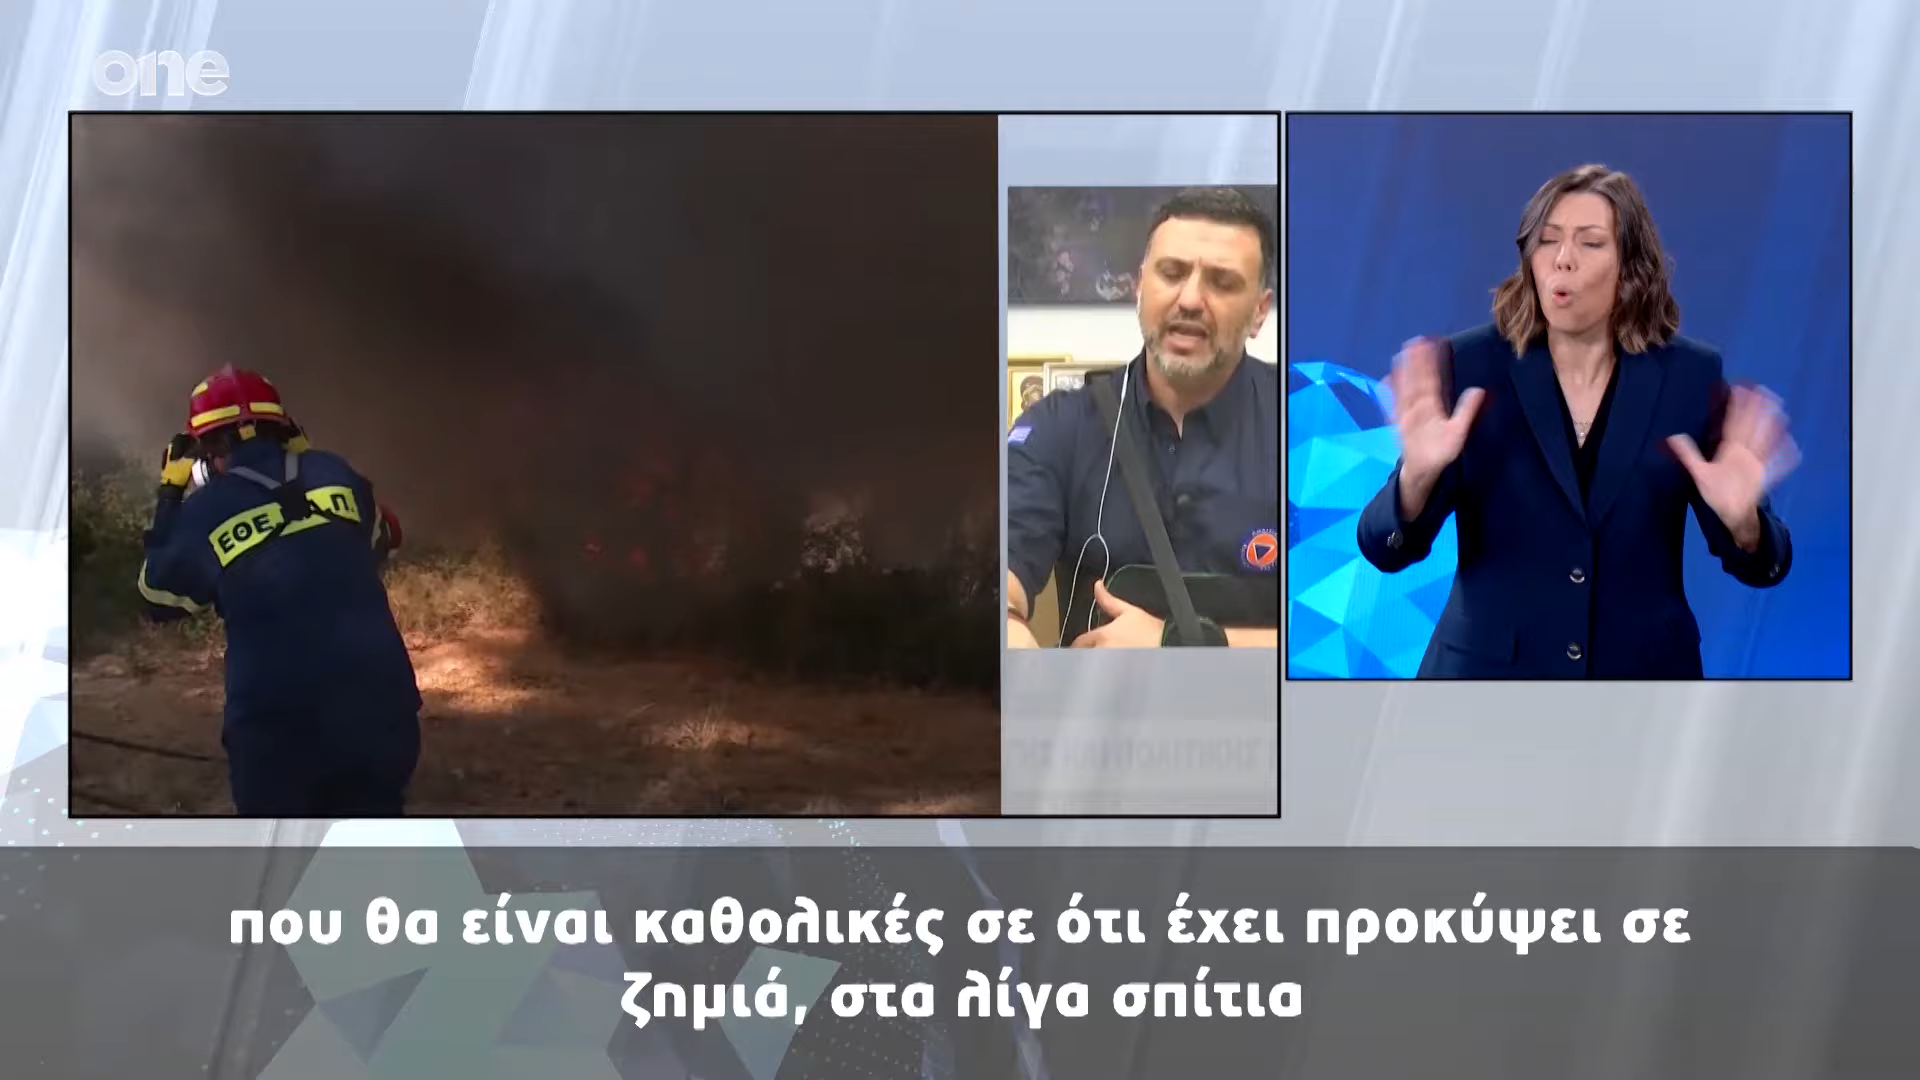 one
ΕΘΕ Π.
που θα είναι καθολικές σε ότι έχει προκύψει σε
ζημιά, στα λίγα σπίτια